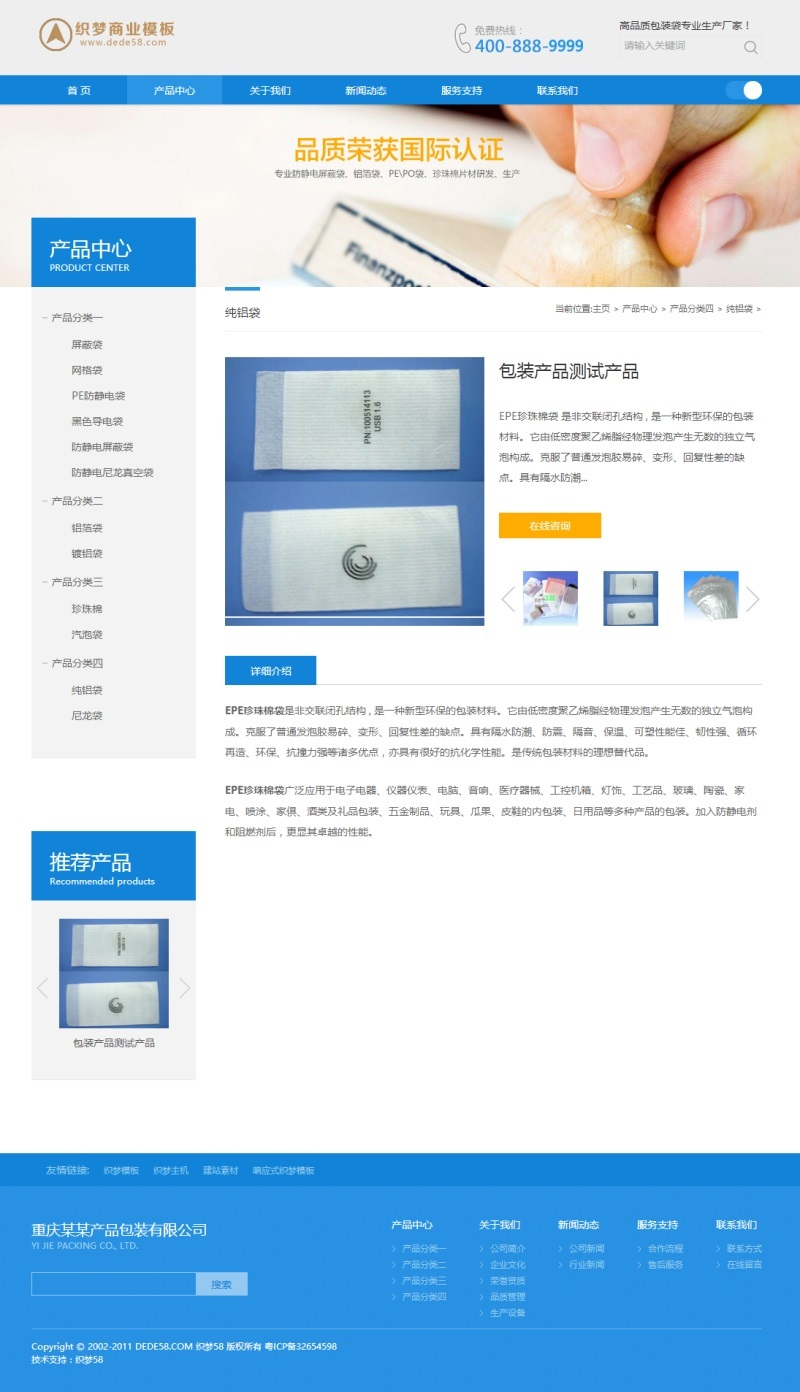 织梦商业模板
www.dede58.com
免费热线：
400-888-9999
高品质包装袋专业生产厂家！
请输入关键词
首 页
产品中心
关于我们
新闻动态
服务支持
联系我们
品质荣获国际认证
专业防静电屏蔽袋、铝箔袋、PE\PO袋、珍珠棉片材研发、生产
产品中心
PRODUCT CENTER
纯铝袋
当前位置:主页 > 产品中心 > 产品分类四 > 纯铝袋 >
产品分类一
屏蔽袋
网格袋
PE防静电袋
黑色导电袋
防静电屏蔽袋
防静电尼龙真空袋
产品分类二
铝箔袋
镀铝袋
产品分类三
珍珠棉
汽泡袋
产品分类四
纯铝袋
尼龙袋
PN:100514113
USB 1.6
包装产品测试产品
EPE珍珠棉袋 是非交联闭孔结构 , 是一种新型环保的包装
材料。它由低密度聚乙烯脂经物理发泡产生无数的独立气
泡构成。克服了普通发泡胶易碎、变形、回复性差的缺
点。具有隔水防潮...
在线咨询
详细介绍
EPE珍珠棉袋是非交联闭孔结构 , 是一种新型环保的包装材料。它由低密度聚乙烯脂经物理发泡产生无数的独立气泡构
成。克服了普通发泡胶易碎、变形、回复性差的缺点。具有隔水防潮、防震、隔音、保温、可塑性能佳、韧性强、循环
再造、环保、抗撞力强等诸多优点，亦具有很好的抗化学性能。是传统包装材料的理想替代品。
EPE珍珠棉袋广泛应用于电子电器、仪器仪表、电脑、音响、医疗器械、工控机箱、灯饰、工艺品、玻璃、陶瓷、家
电、喷涂、家俱、酒类及礼品包装、五金制品、玩具、瓜果、皮鞋的内包装、日用品等多种产品的包装。加入防静电剂
和阻燃剂后，更显其卓越的性能。
推荐产品
Recommended products
包装产品测试产品
友情链接:
织梦模板
织梦主机
建站素材
响应式织梦模板
重庆某某产品包装有限公司
YI JIE PACKING CO., LTD.
搜索
产品中心
产品分类一
产品分类二
产品分类三
产品分类四
关于我们
公司简介
企业文化
荣誉资质
品质管理
生产设备
新闻动态
公司新闻
行业新闻
服务支持
合作流程
售后服务
联系我们
联系方式
在线留言
Copyright © 2002-2011 DEDE58.COM 织梦58 版权所有 粤ICP备32654598
技术支持：织梦58